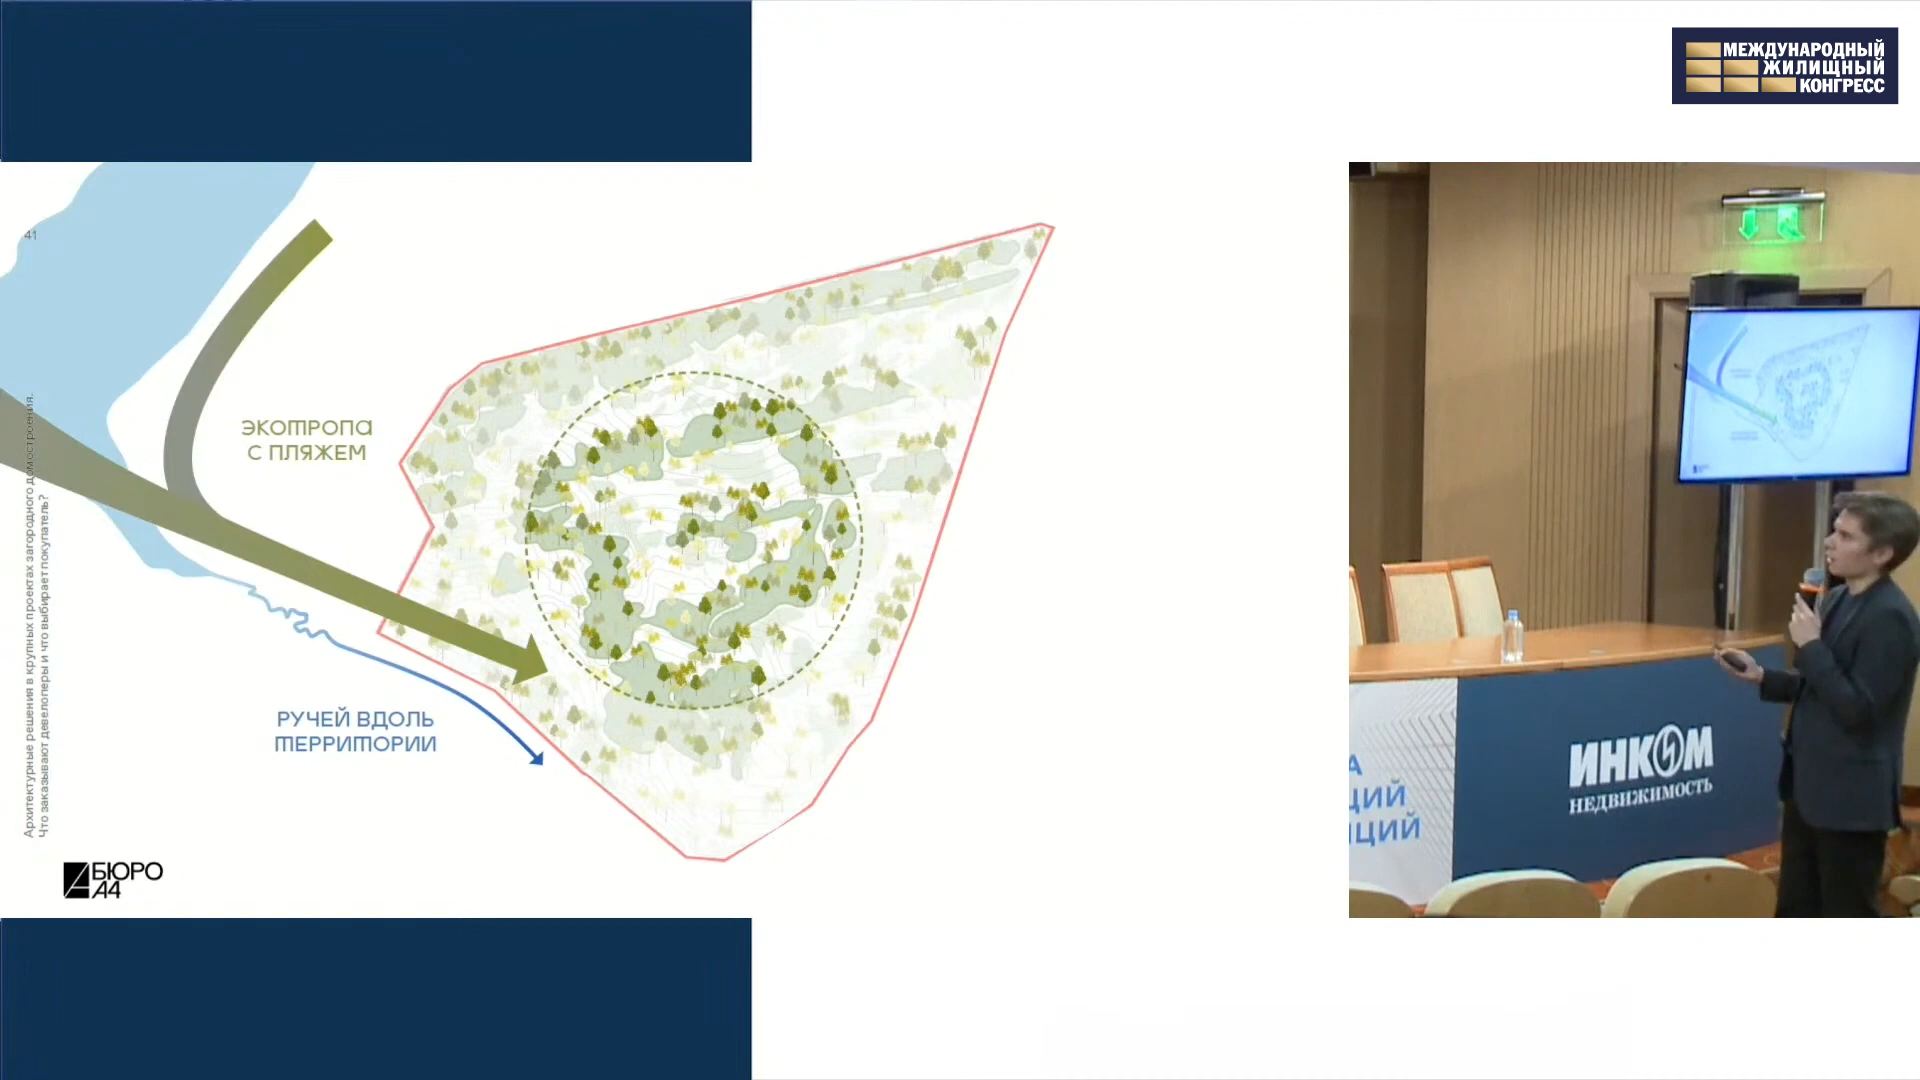 МЕЖДУНАРОДНЫЙ
ЖИЛИЩНЫЙ
КОНГРЕСС
41
ЭКОТРОПА
С ПЛЯЖЕМ
РУЧЕЙ ВДОЛЬ
ТЕРРИТОРИИ
Архитектурные решения в крупных проектах загородного домостроения.
Что заказывают девелоперы и что выбирает покупатель?
БЮРО
А4
ИНКОМ
НЕДВИЖИМОСТЬ